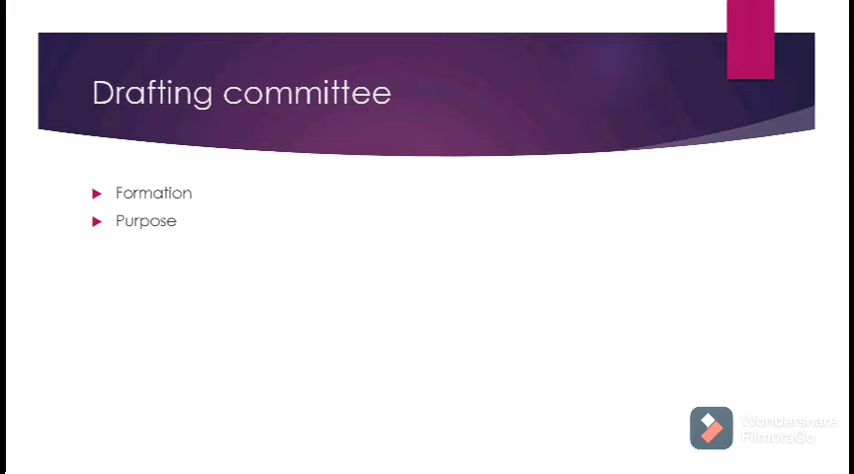 Drafting committee
Formation
Purpose
Wondershare
FilmoraGo